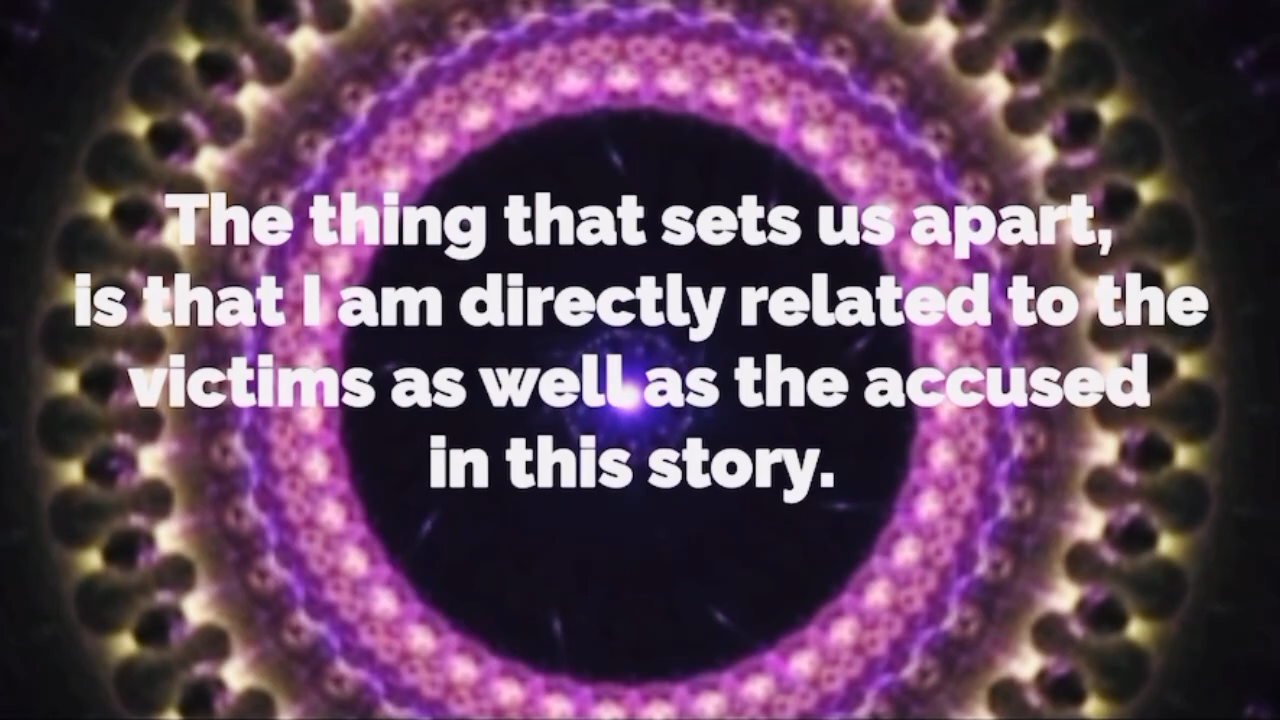 The thing that sets us apart,
is that I am directly related to the
victims as well as the accused
in this story.